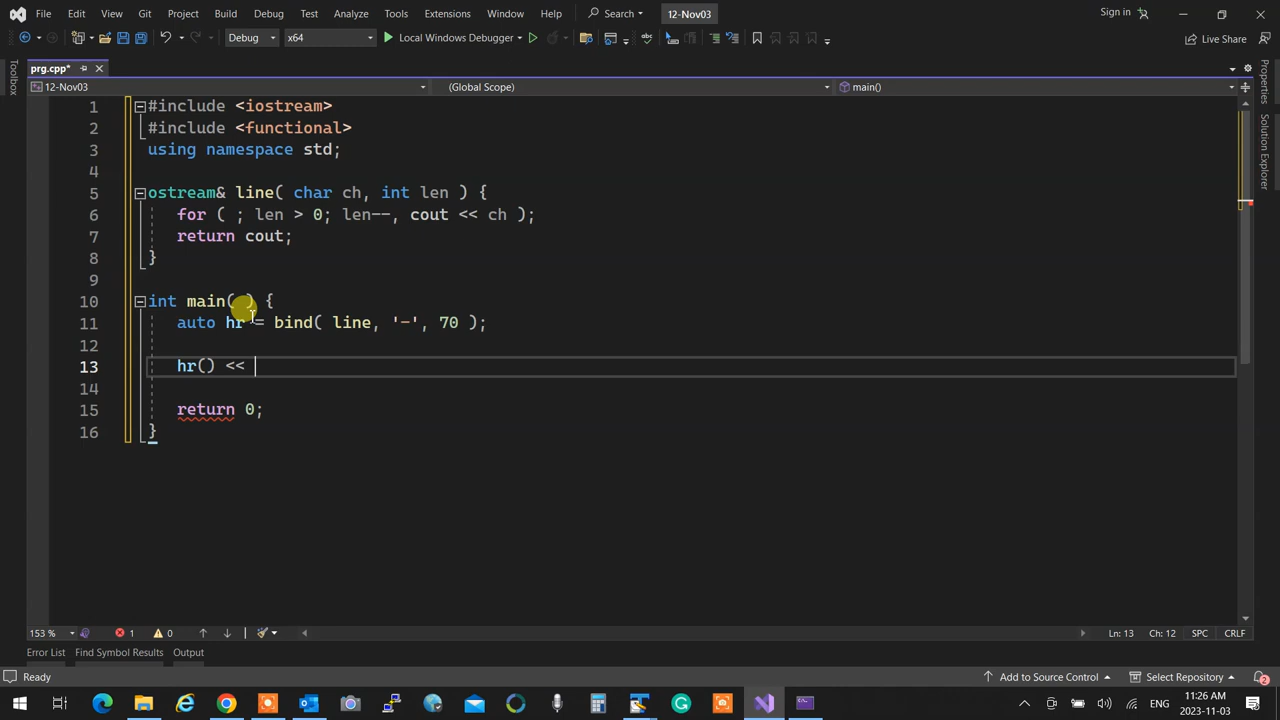 File Edit View Git Project Build Debug Test Analyze Tools Extensions Window Help Search 12-Nov03 Sign in
Debug x64 Local Windows Debugger Live Share
Toolbox
prg.cpp*
12-Nov03 (Global Scope) main()
1 #include <iostream>
2 #include <functional>
3 using namespace std;
4
5 ostream& line( char ch, int len ) {
6 for ( ; len > 0; len--, cout << ch );
7 return cout;
8 }
9
10 int main( ) {
11 auto hr = bind( line, '-', 70 );
12
13 hr() <<
14
15 return 0;
16 }
Properties
Solution Explorer
153 % 1 0 Ln: 13 Ch: 12 SPC CRLF
Error List Find Symbol Results Output
Ready Add to Source Control Select Repository 2
ENG 11:26 AM 2023-11-03